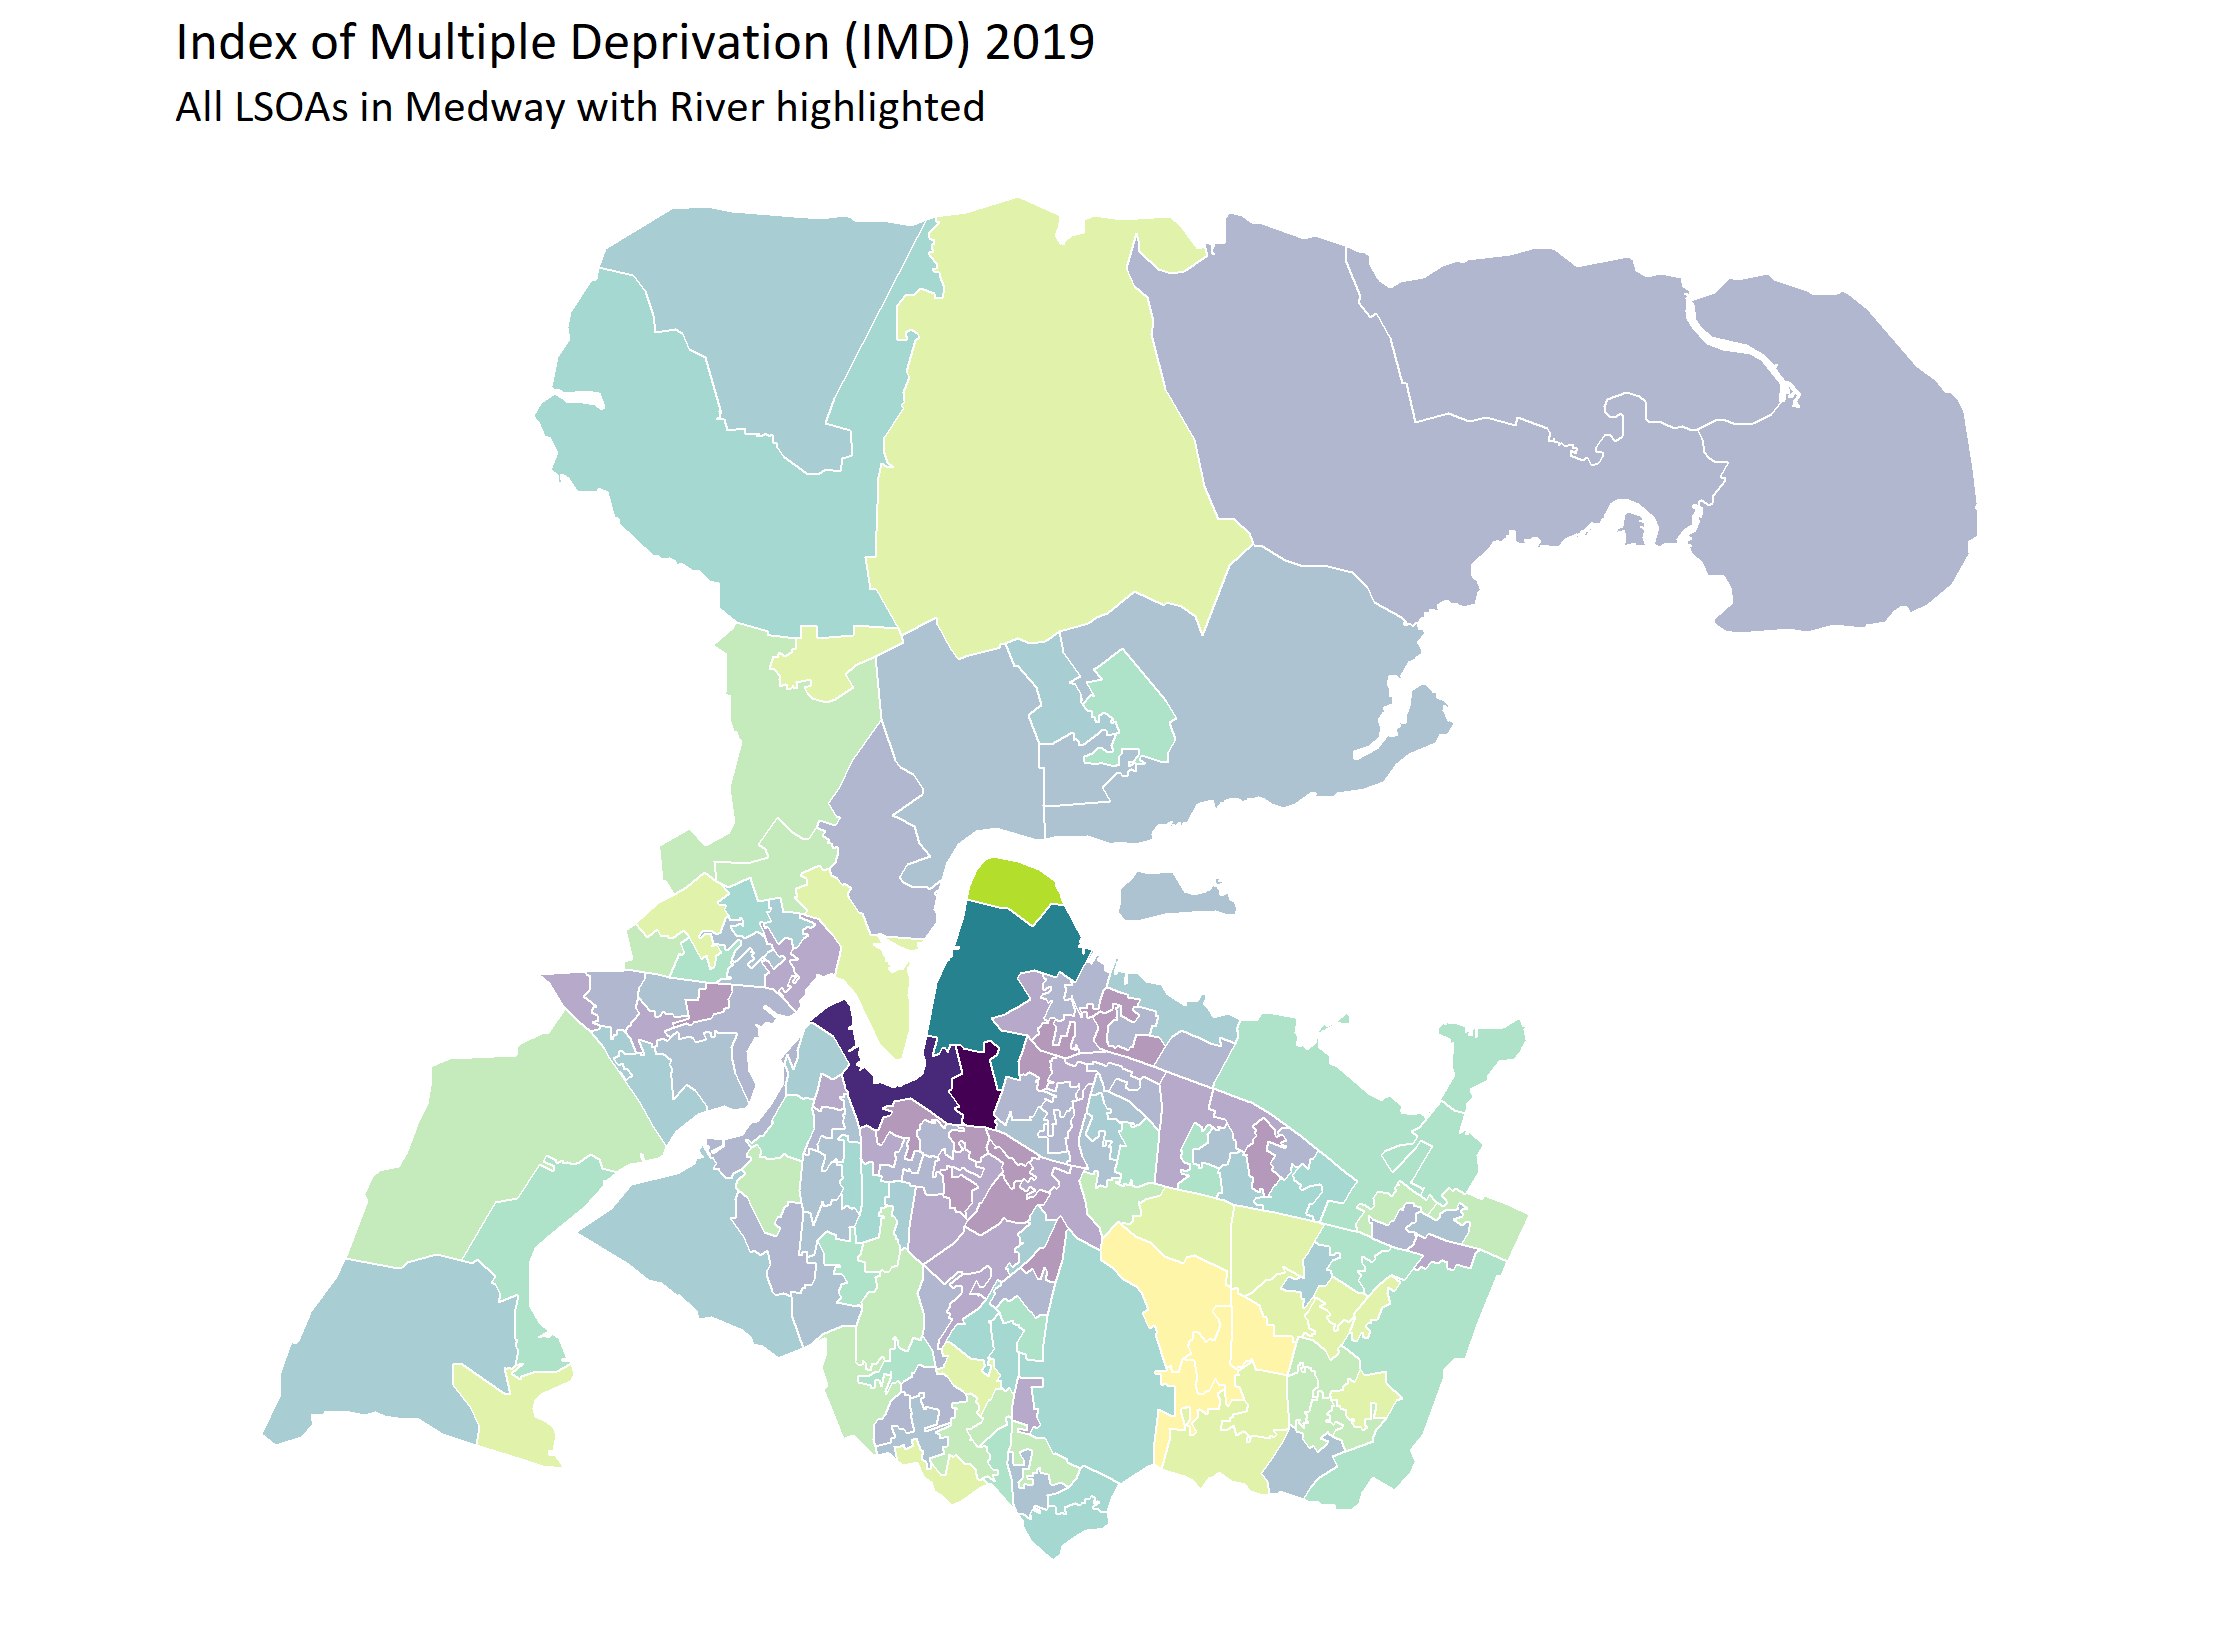 Index of Multiple Deprivation (IMD) 2019
All LSOAs in Medway with River highlighted